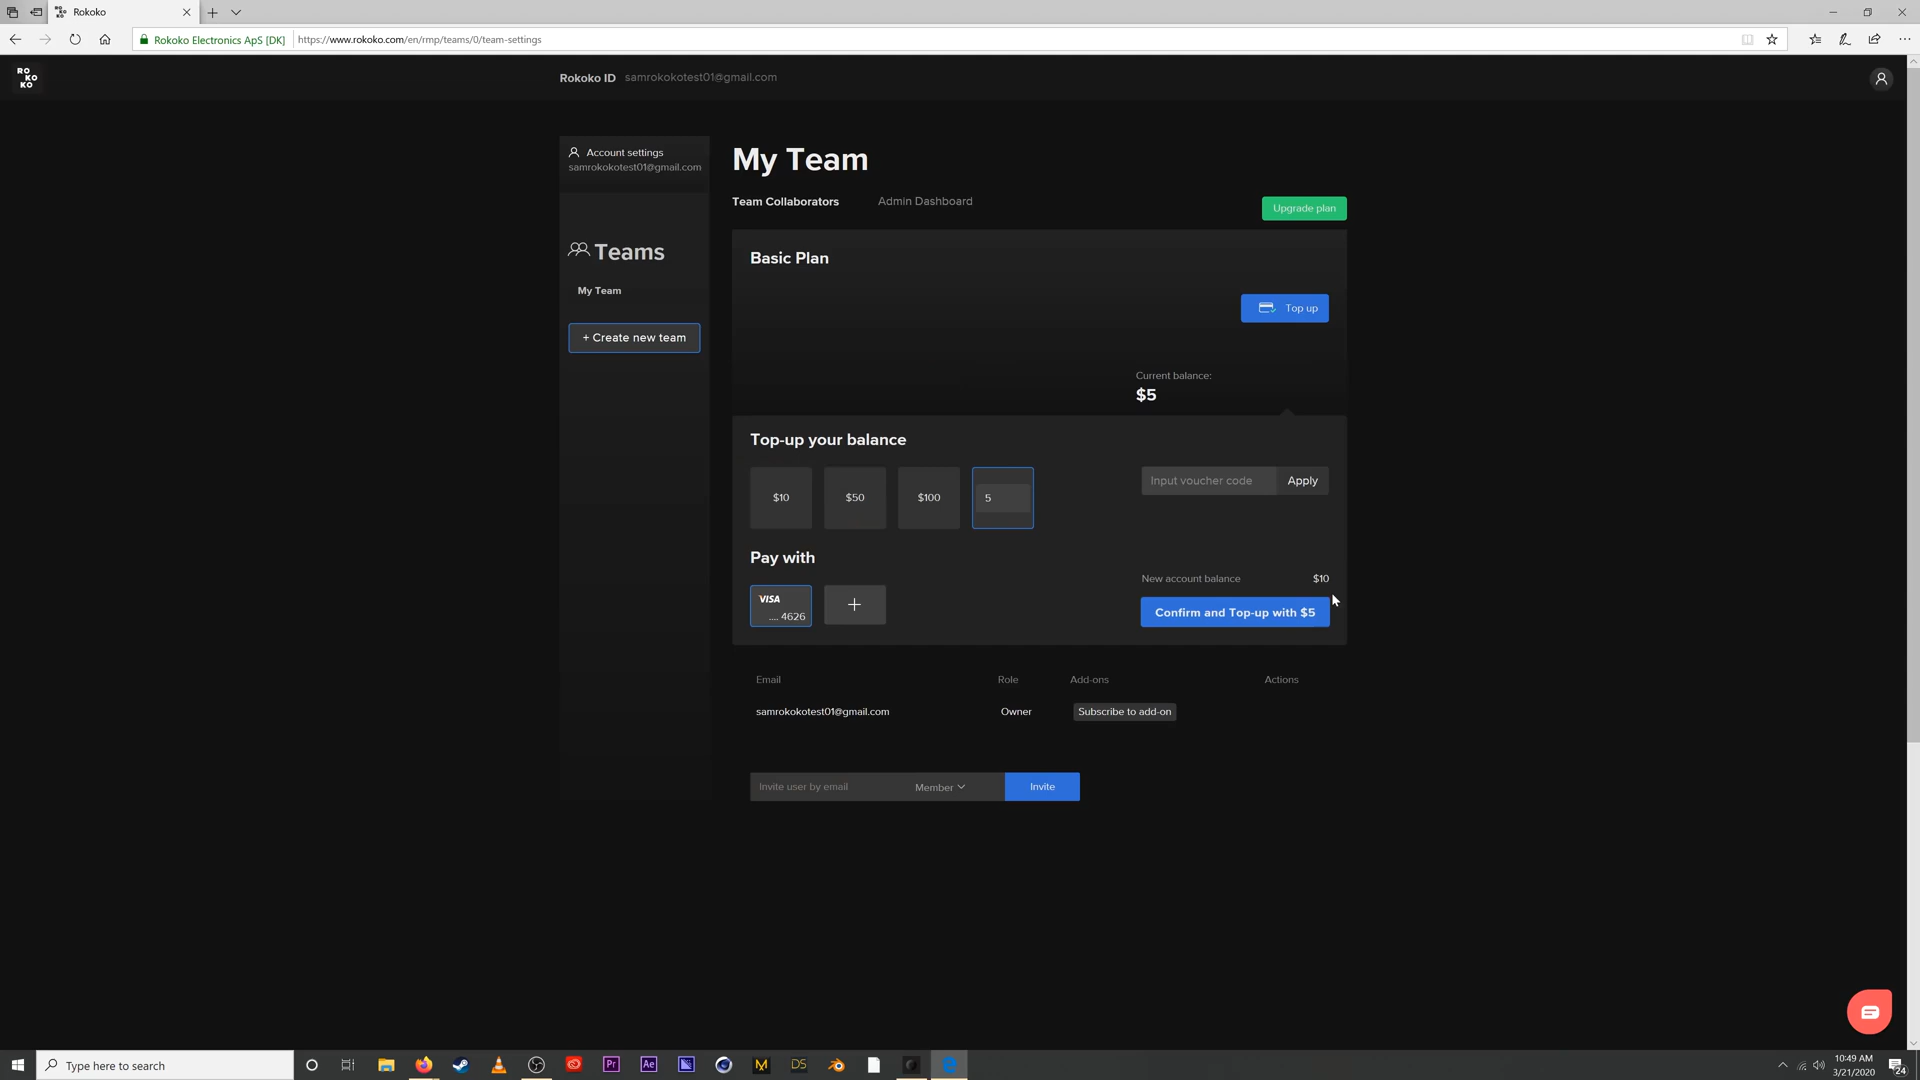 Rokoko
Rokoko Electronics ApS [DK]
https://www.rokoko.com/en/rmp/teams/0/team-settings
RO
KO
KO
Rokoko ID samrokokotest01@gmail.com
Account settings
samrokokotest01@gmail.com
Teams
My Team
+ Create new team
My Team
Team Collaborators
Admin Dashboard
Upgrade plan
Basic Plan
Top up
Current balance:
$5
Top-up your balance
$10
$50
$100
5
Input voucher code
Apply
Pay with
VISA
.... 4626
+
New account balance $10
Confirm and Top-up with $5
Email Role Add-ons Actions
samrokokotest01@gmail.com Owner Subscribe to add-on
Invite user by email Member Invite
Type here to search
Pr
Ae
DS
10:49 AM
3/21/2020
24